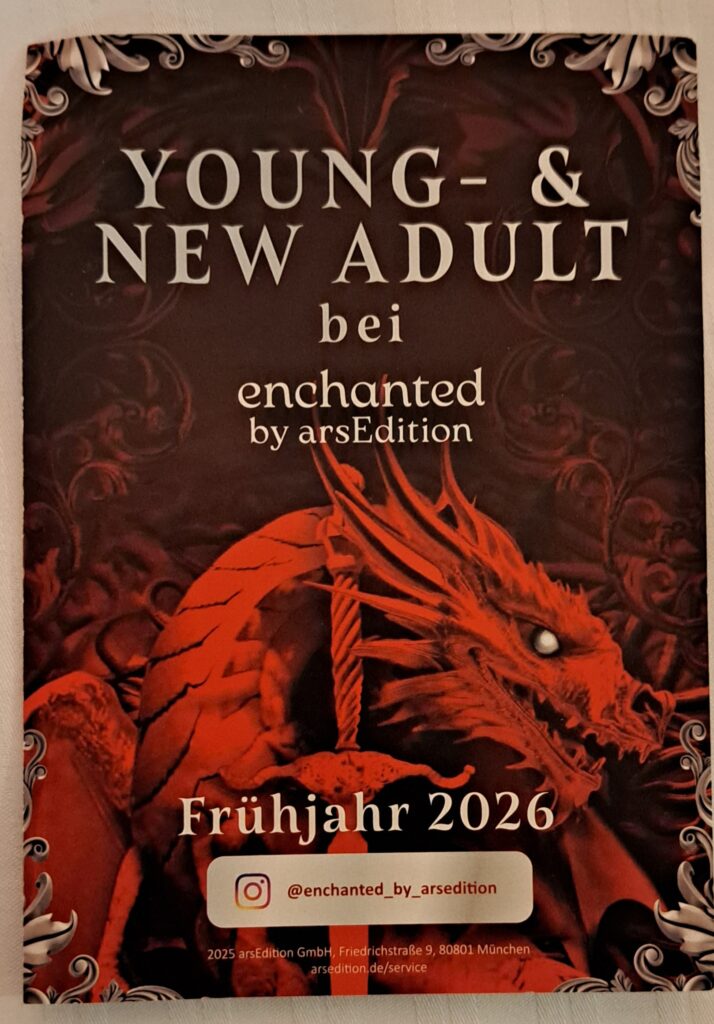 YOUNG- &
NEW ADULT
bei
enchanted
by arsEdition
Frühjahr 2026
@enchanted_by_arsedition
2025 arsEdition GmbH, Friedrichstraße 9, 80801 München
arsedition.de/service